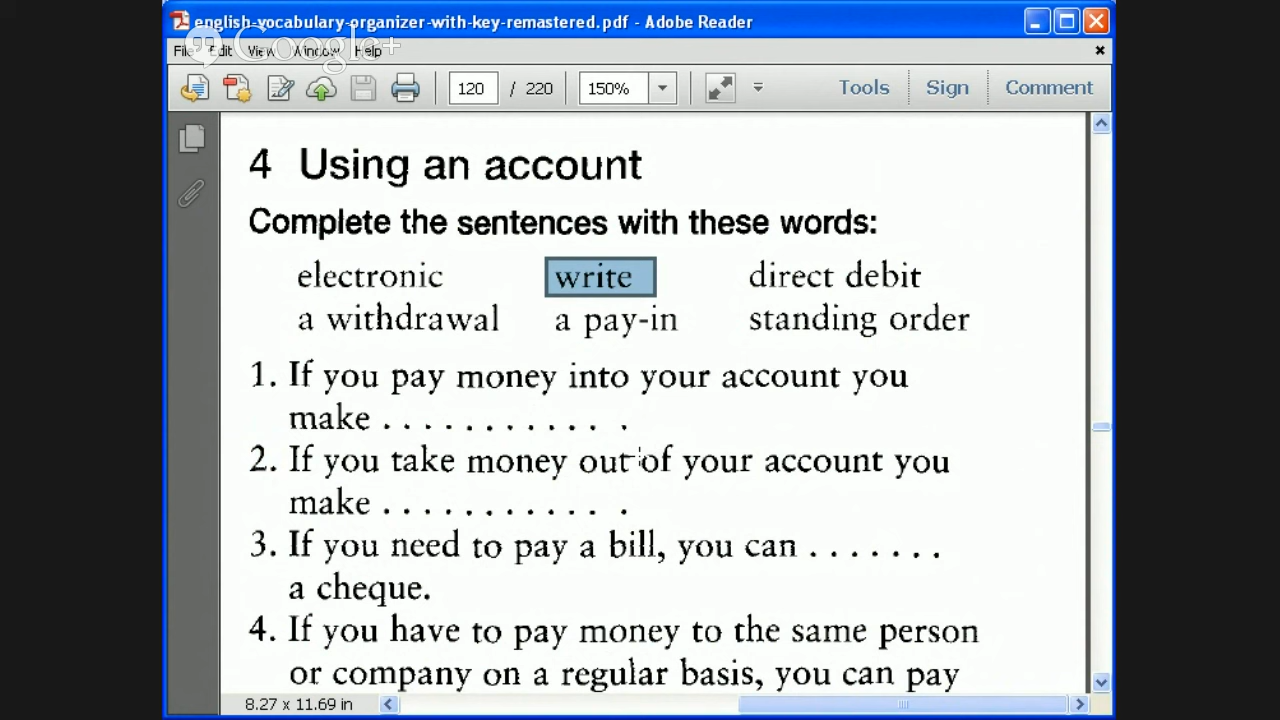 english-vocabulary-organizer-with-key-remastered.pdf - Adobe Reader
Google+
File Edit View Window Help
120 / 220 150% Tools Sign Comment
4 Using an account
Complete the sentences with these words:
electronic write direct debit
a withdrawal a pay-in standing order
1. If you pay money into your account you
make . . . . . . . . . . . .
2. If you take money out of your account you
make . . . . . . . . . . . .
3. If you need to pay a bill, you can . . . . . . .
a cheque.
4. If you have to pay money to the same person
or company on a regular basis, you can pay
8.27 x 11.69 in